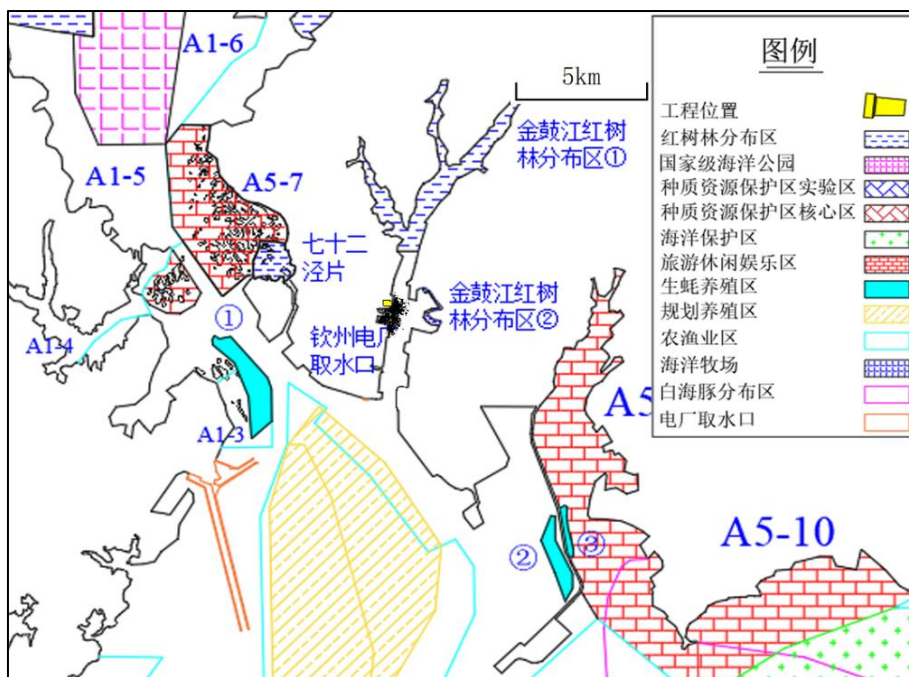 A1-6
5km
金鼓江红树
林分布区①
A1-5
A5-7
七十二
泾片
金鼓江红树
林分布区②
①
钦州电厂
取水口
A1-4
A1-3
A5
②
③
A5-10
图例
工程位置
红树林分布区
国家级海洋公园
种质资源保护区实验区
种质资源保护区核心区
海洋保护区
旅游休闲娱乐区
生蚝养殖区
规划养殖区
农渔业区
海洋牧场
白海豚分布区
电厂取水口